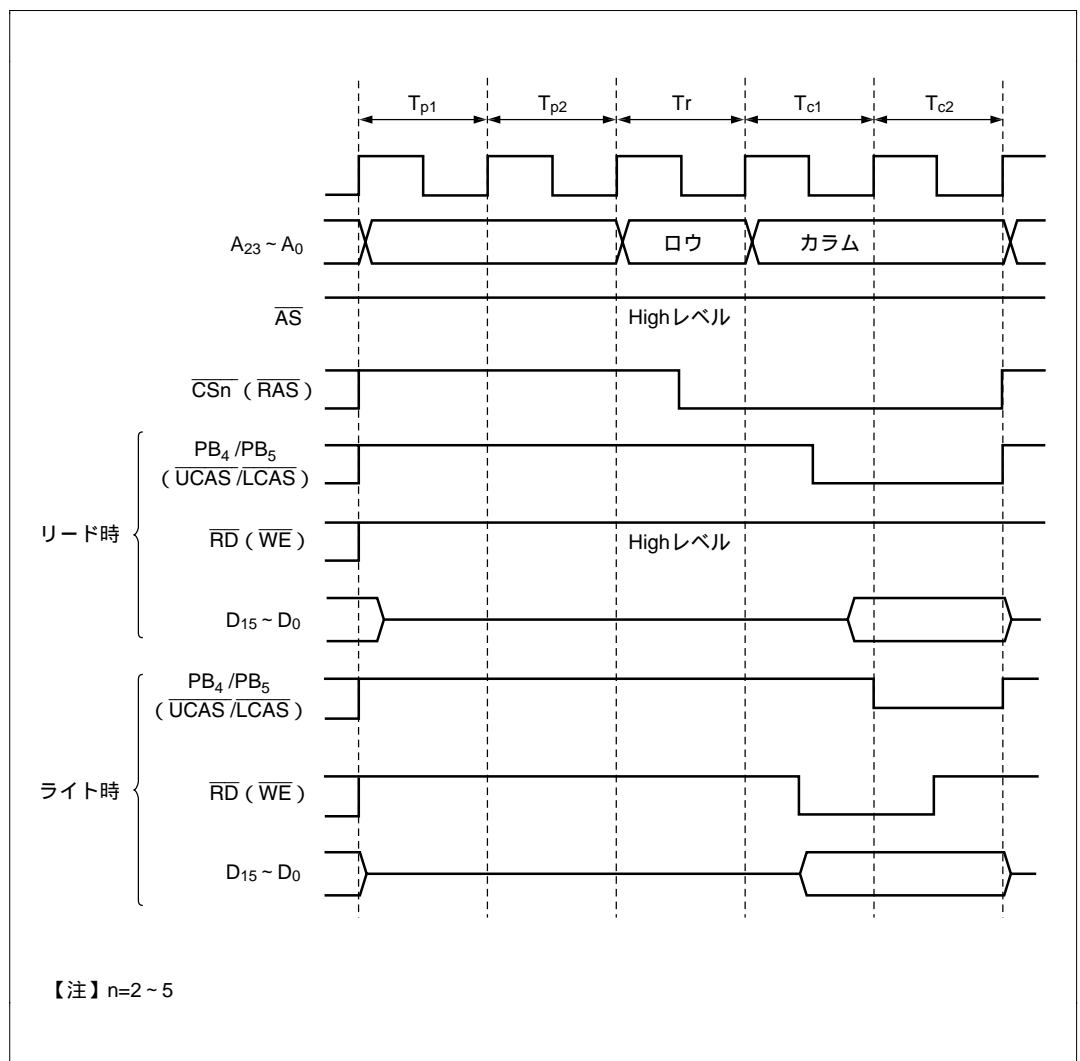 Tp1 Tp2 Tr Tc1 Tc2
A23～A0 ロウ カラム
AS Highレベル
CSn（RAS）
リード時
PB4 /PB5
（UCAS/LCAS）
RD（WE） Highレベル
D15～D0
ライト時
PB4 /PB5
（UCAS/LCAS）
RD（WE）
D15～D0
【注】n=2～5